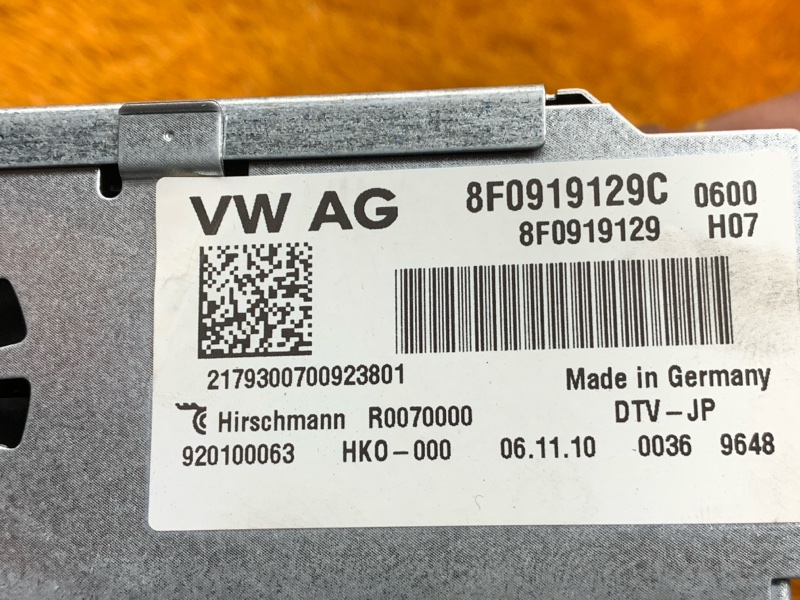 VW AG 8F0919129C 0600
8F0919129 H07
2179300700923801 Made in Germany
Hirschmann R0070000 DTV-JP
920100063 HKO-000 06.11.10 0036 9648